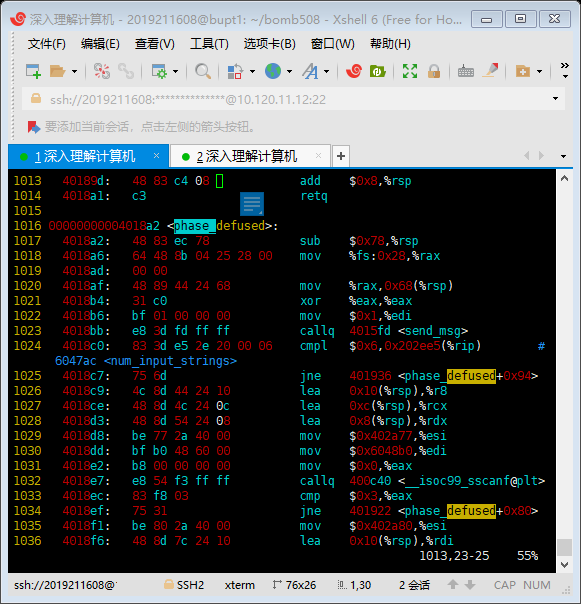 深入理解计算机 - 2019211608@bupt1: ~/bomb508 - Xshell 6 (Free for Ho...
文件(F) 编辑(E) 查看(V) 工具(T) 选项卡(B) 窗口(W) 帮助(H)
ssh://2019211608:**************@10.120.11.12:22
要添加当前会话，点击左侧的箭头按钮。
1 深入理解计算机 × 2 深入理解计算机 × +
1013 40189d: 48 83 c4 08 add $0x8,%rsp
1014 4018a1: c3 retq
1015
1016 00000000004018a2 <phase_defused>:
1017 4018a2: 48 83 ec 78 sub $0x78,%rsp
1018 4018a6: 64 48 8b 04 25 28 00 mov %fs:0x28,%rax
1019 4018ad: 00 00
1020 4018af: 48 89 44 24 68 mov %rax,0x68(%rsp)
1021 4018b4: 31 c0 xor %eax,%eax
1022 4018b6: bf 01 00 00 00 mov $0x1,%edi
1023 4018bb: e8 3d fd ff ff callq 4015fd <send_msg>
1024 4018c0: 83 3d e5 2e 20 00 06 cmpl $0x6,0x202ee5(%rip) #
6047ac <num_input_strings>
1025 4018c7: 75 6d jne 401936 <phase_defused+0x94>
1026 4018c9: 4c 8d 44 24 10 lea 0x10(%rsp),%r8
1027 4018ce: 48 8d 4c 24 0c lea 0xc(%rsp),%rcx
1028 4018d3: 48 8d 54 24 08 lea 0x8(%rsp),%rdx
1029 4018d8: be 77 2a 40 00 mov $0x402a77,%esi
1030 4018dd: bf b0 48 60 00 mov $0x6048b0,%edi
1031 4018e2: b8 00 00 00 00 mov $0x0,%eax
1032 4018e7: e8 54 f3 ff ff callq 400c40 <__isoc99_sscanf@plt>
1033 4018ec: 83 f8 03 cmp $0x3,%eax
1034 4018ef: 75 31 jne 401922 <phase_defused+0x80>
1035 4018f1: be 80 2a 40 00 mov $0x402a80,%esi
1036 4018f6: 48 8d 7c 24 10 lea 0x10(%rsp),%rdi
1013,23-25 55%
ssh://2019211608@ SSH2 xterm 76x26 1,30 2 会话 CAP NUM